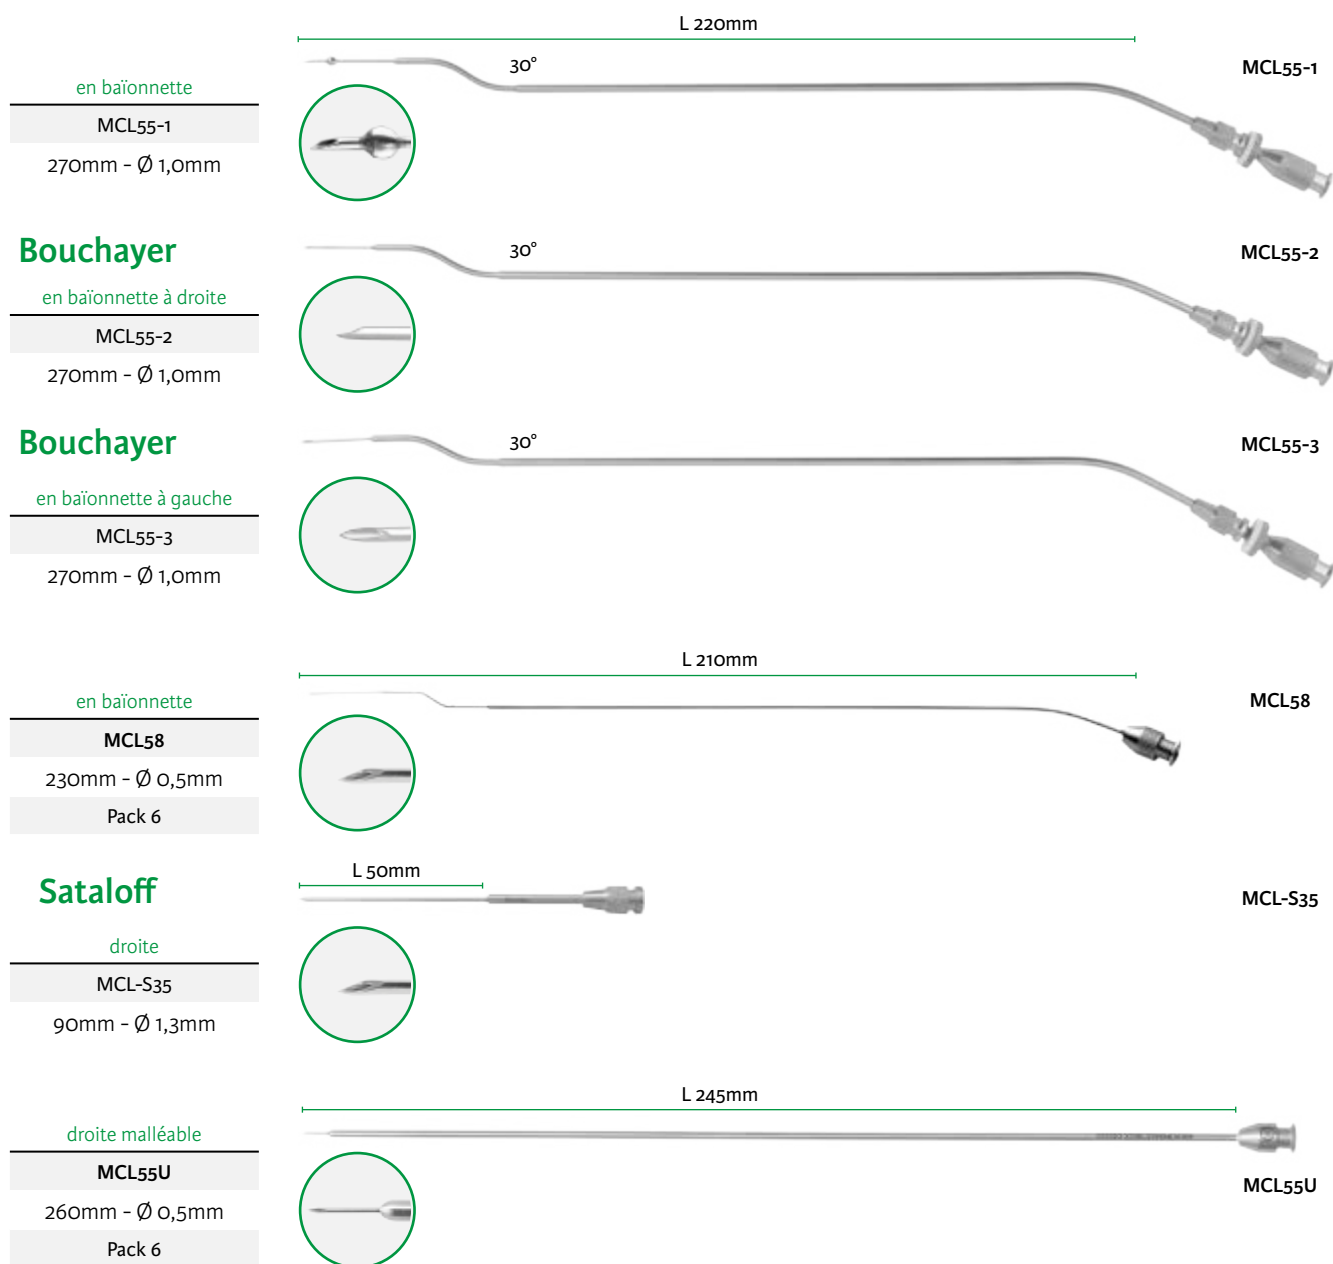 L 220mm
30°
MCL55-1
en baïonnette
MCL55-1
270mm - Ø 1,0mm
Bouchayer
30°
MCL55-2
en baïonnette à droite
MCL55-2
270mm - Ø 1,0mm
Bouchayer
30°
MCL55-3
en baïonnette à gauche
MCL55-3
270mm - Ø 1,0mm
L 210mm
MCL58
en baïonnette
MCL58
230mm - Ø 0,5mm
Pack 6
L 50mm
Sataloff
MCL-S35
droite
MCL-S35
90mm - Ø 1,3mm
L 245mm
droite malléable
MCL55U
MCL55U
260mm - Ø 0,5mm
Pack 6